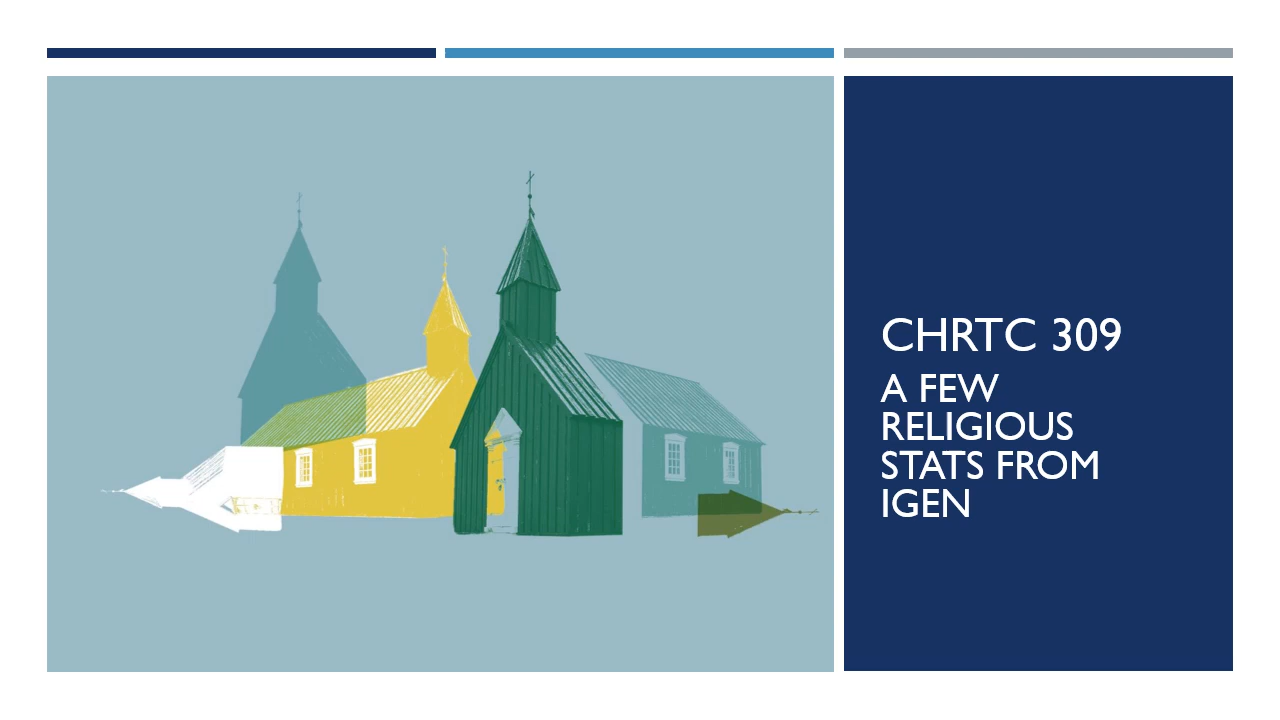 CHRTC 309
A FEW
RELIGIOUS
STATS FROM
IGEN